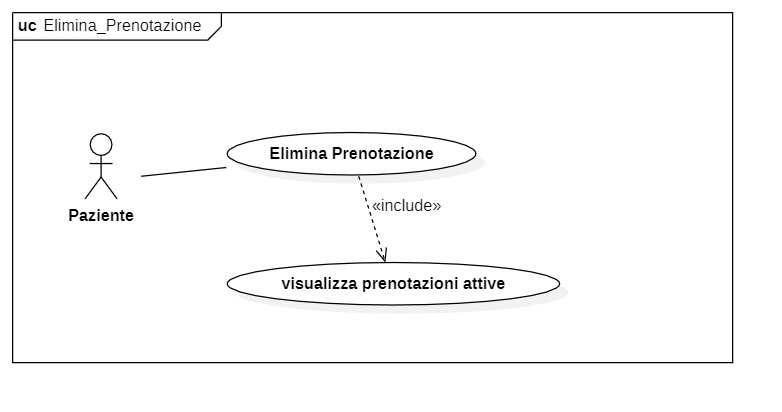 uc Elimina_Prenotazione
Elimina Prenotazione
Paziente
«include»
visualizza prenotazioni attive